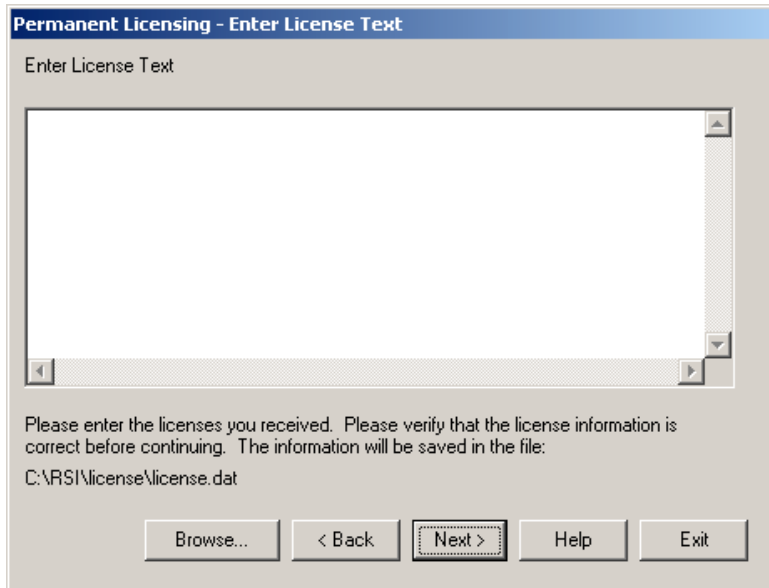 Permanent Licensing - Enter License Text
Enter License Text
Please enter the licenses you received.  Please verify that the license information is
correct before continuing.  The information will be saved in the file:
C:\RSI\license\license.dat
Browse... < Back Next > Help Exit